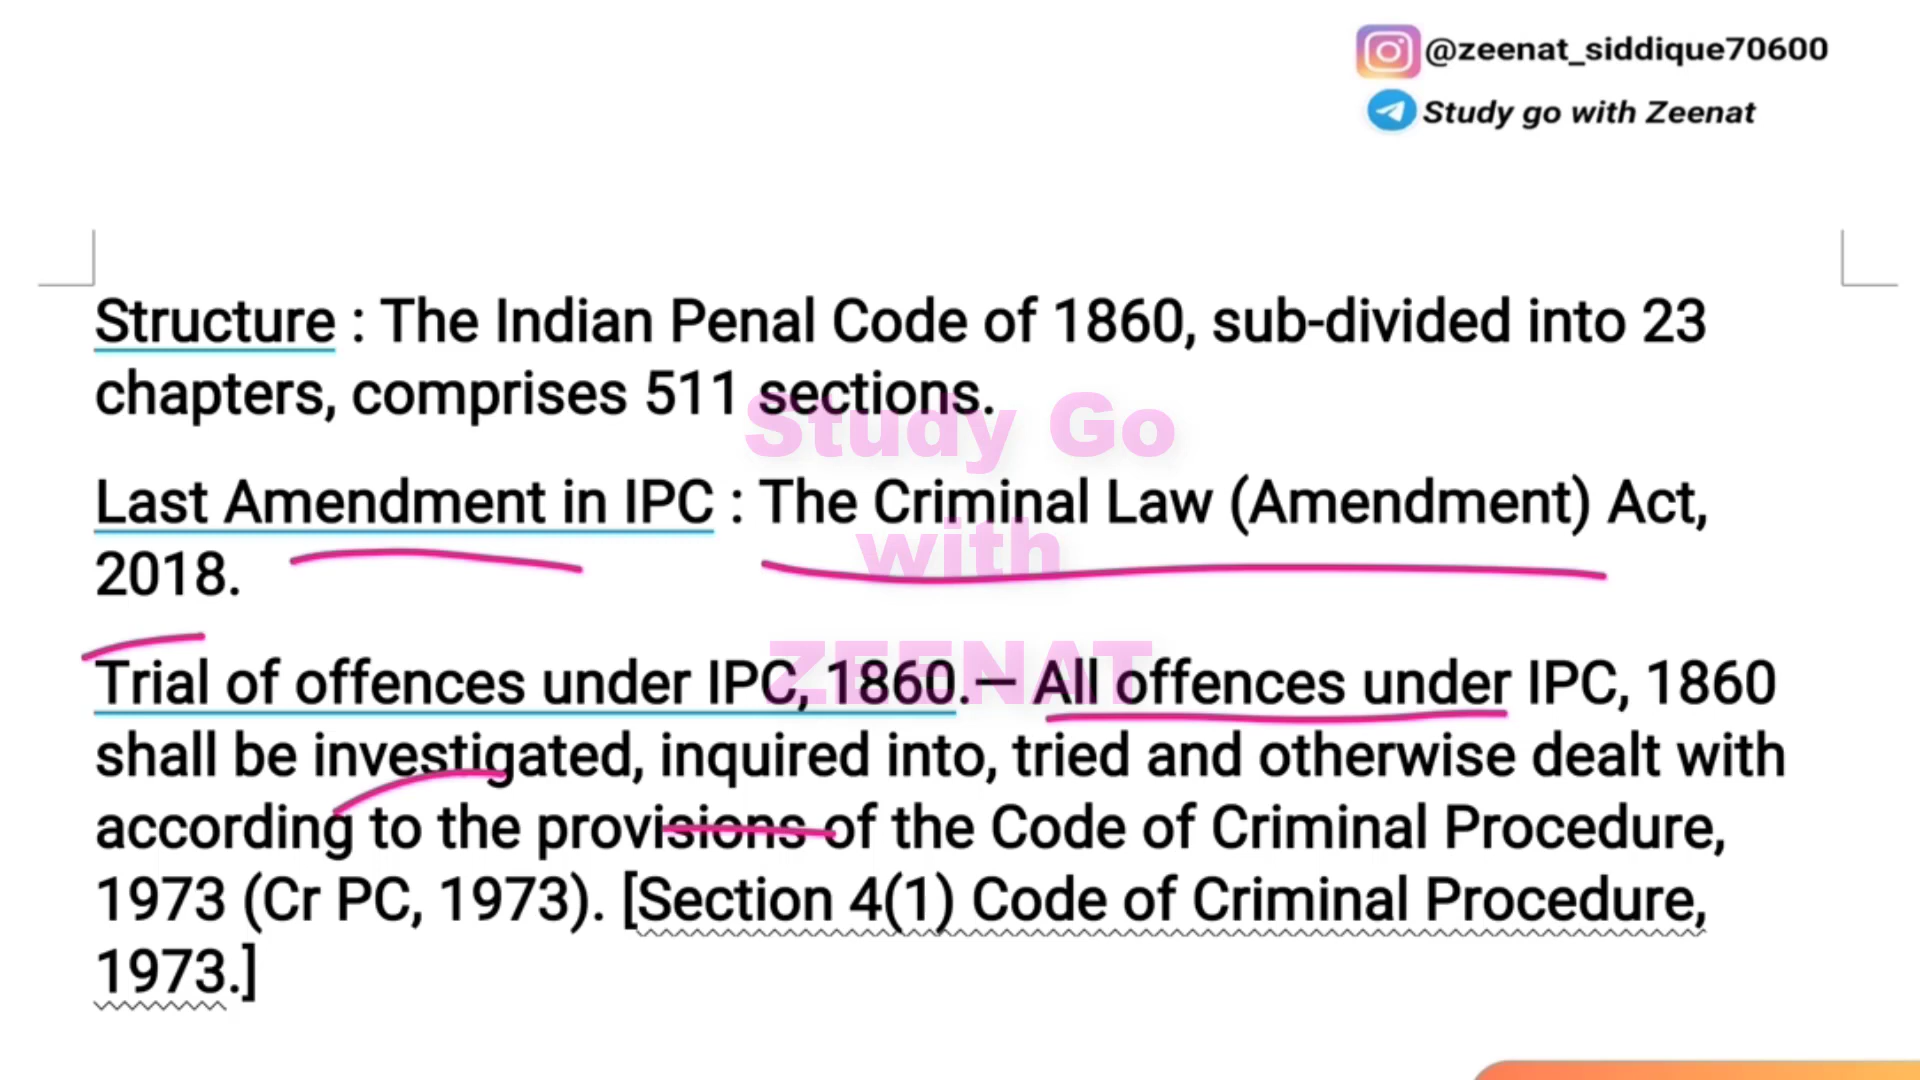 @zeenat_siddique70600
Study go with Zeenat
Structure : The Indian Penal Code of 1860, sub-divided into 23
chapters, comprises 511 sections.
Study Go
Last Amendment in IPC : The Criminal Law (Amendment) Act,
with
2018.
ZEENAT
Trial of offences under IPC, 1860.— All offences under IPC, 1860
shall be investigated, inquired into, tried and otherwise dealt with
according to the provisions of the Code of Criminal Procedure,
1973 (Cr PC, 1973). [Section 4(1) Code of Criminal Procedure,
1973.]